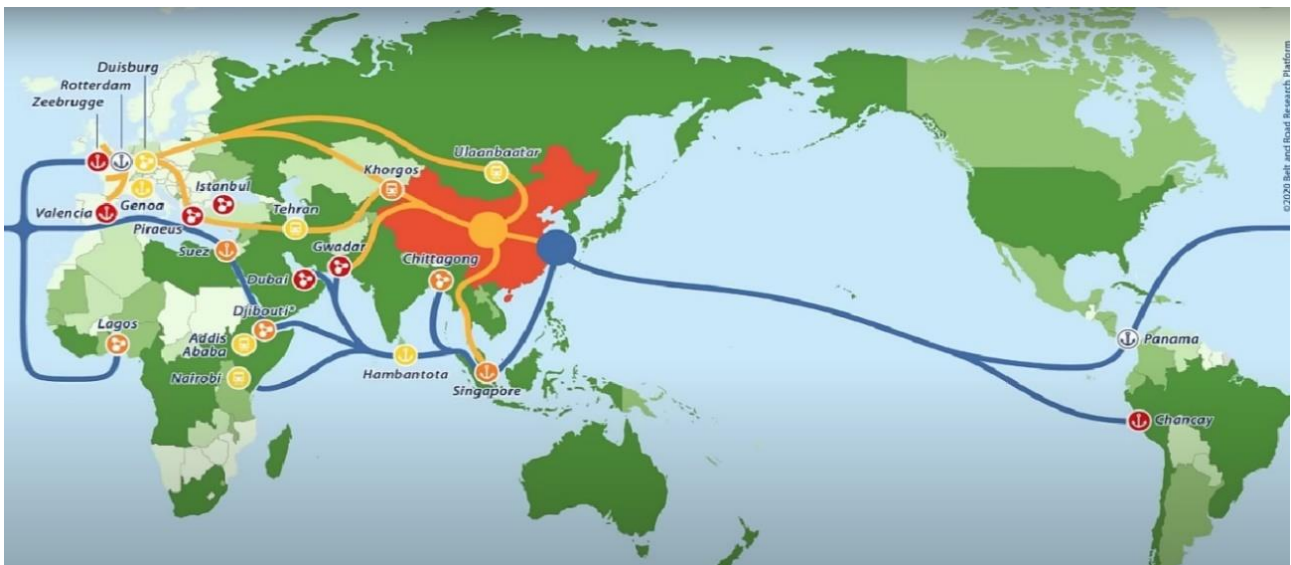 Duisburg
Rotterdam
Zeebrugge
Ulaanbaatar
Khorgos
Istanbul
Genoa
Valencia
Tehran
Piraeus
Suez
Gwadar
Chittagong
Dubai
Djibouti*
Lagos
Addis
Ababa
Nairobi
Hambantota
Singapore
Panama
Chancay
©2020 Belt and Road Research Platform